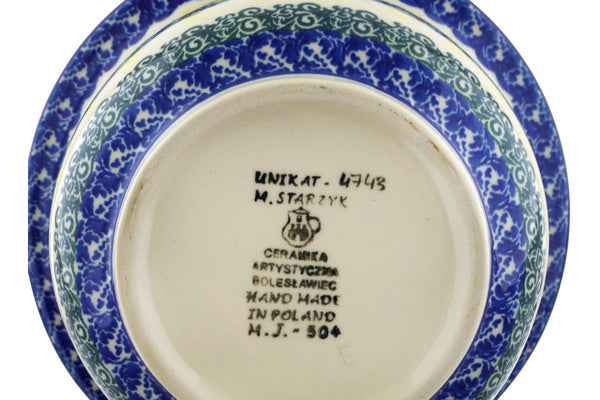 UNIKAT - 4743
M. STARZYK
CERAMIKA
ARTYSTYCZNA
BOLESŁAWIEC
HAND MADE
IN POLAND
M.J. - 504